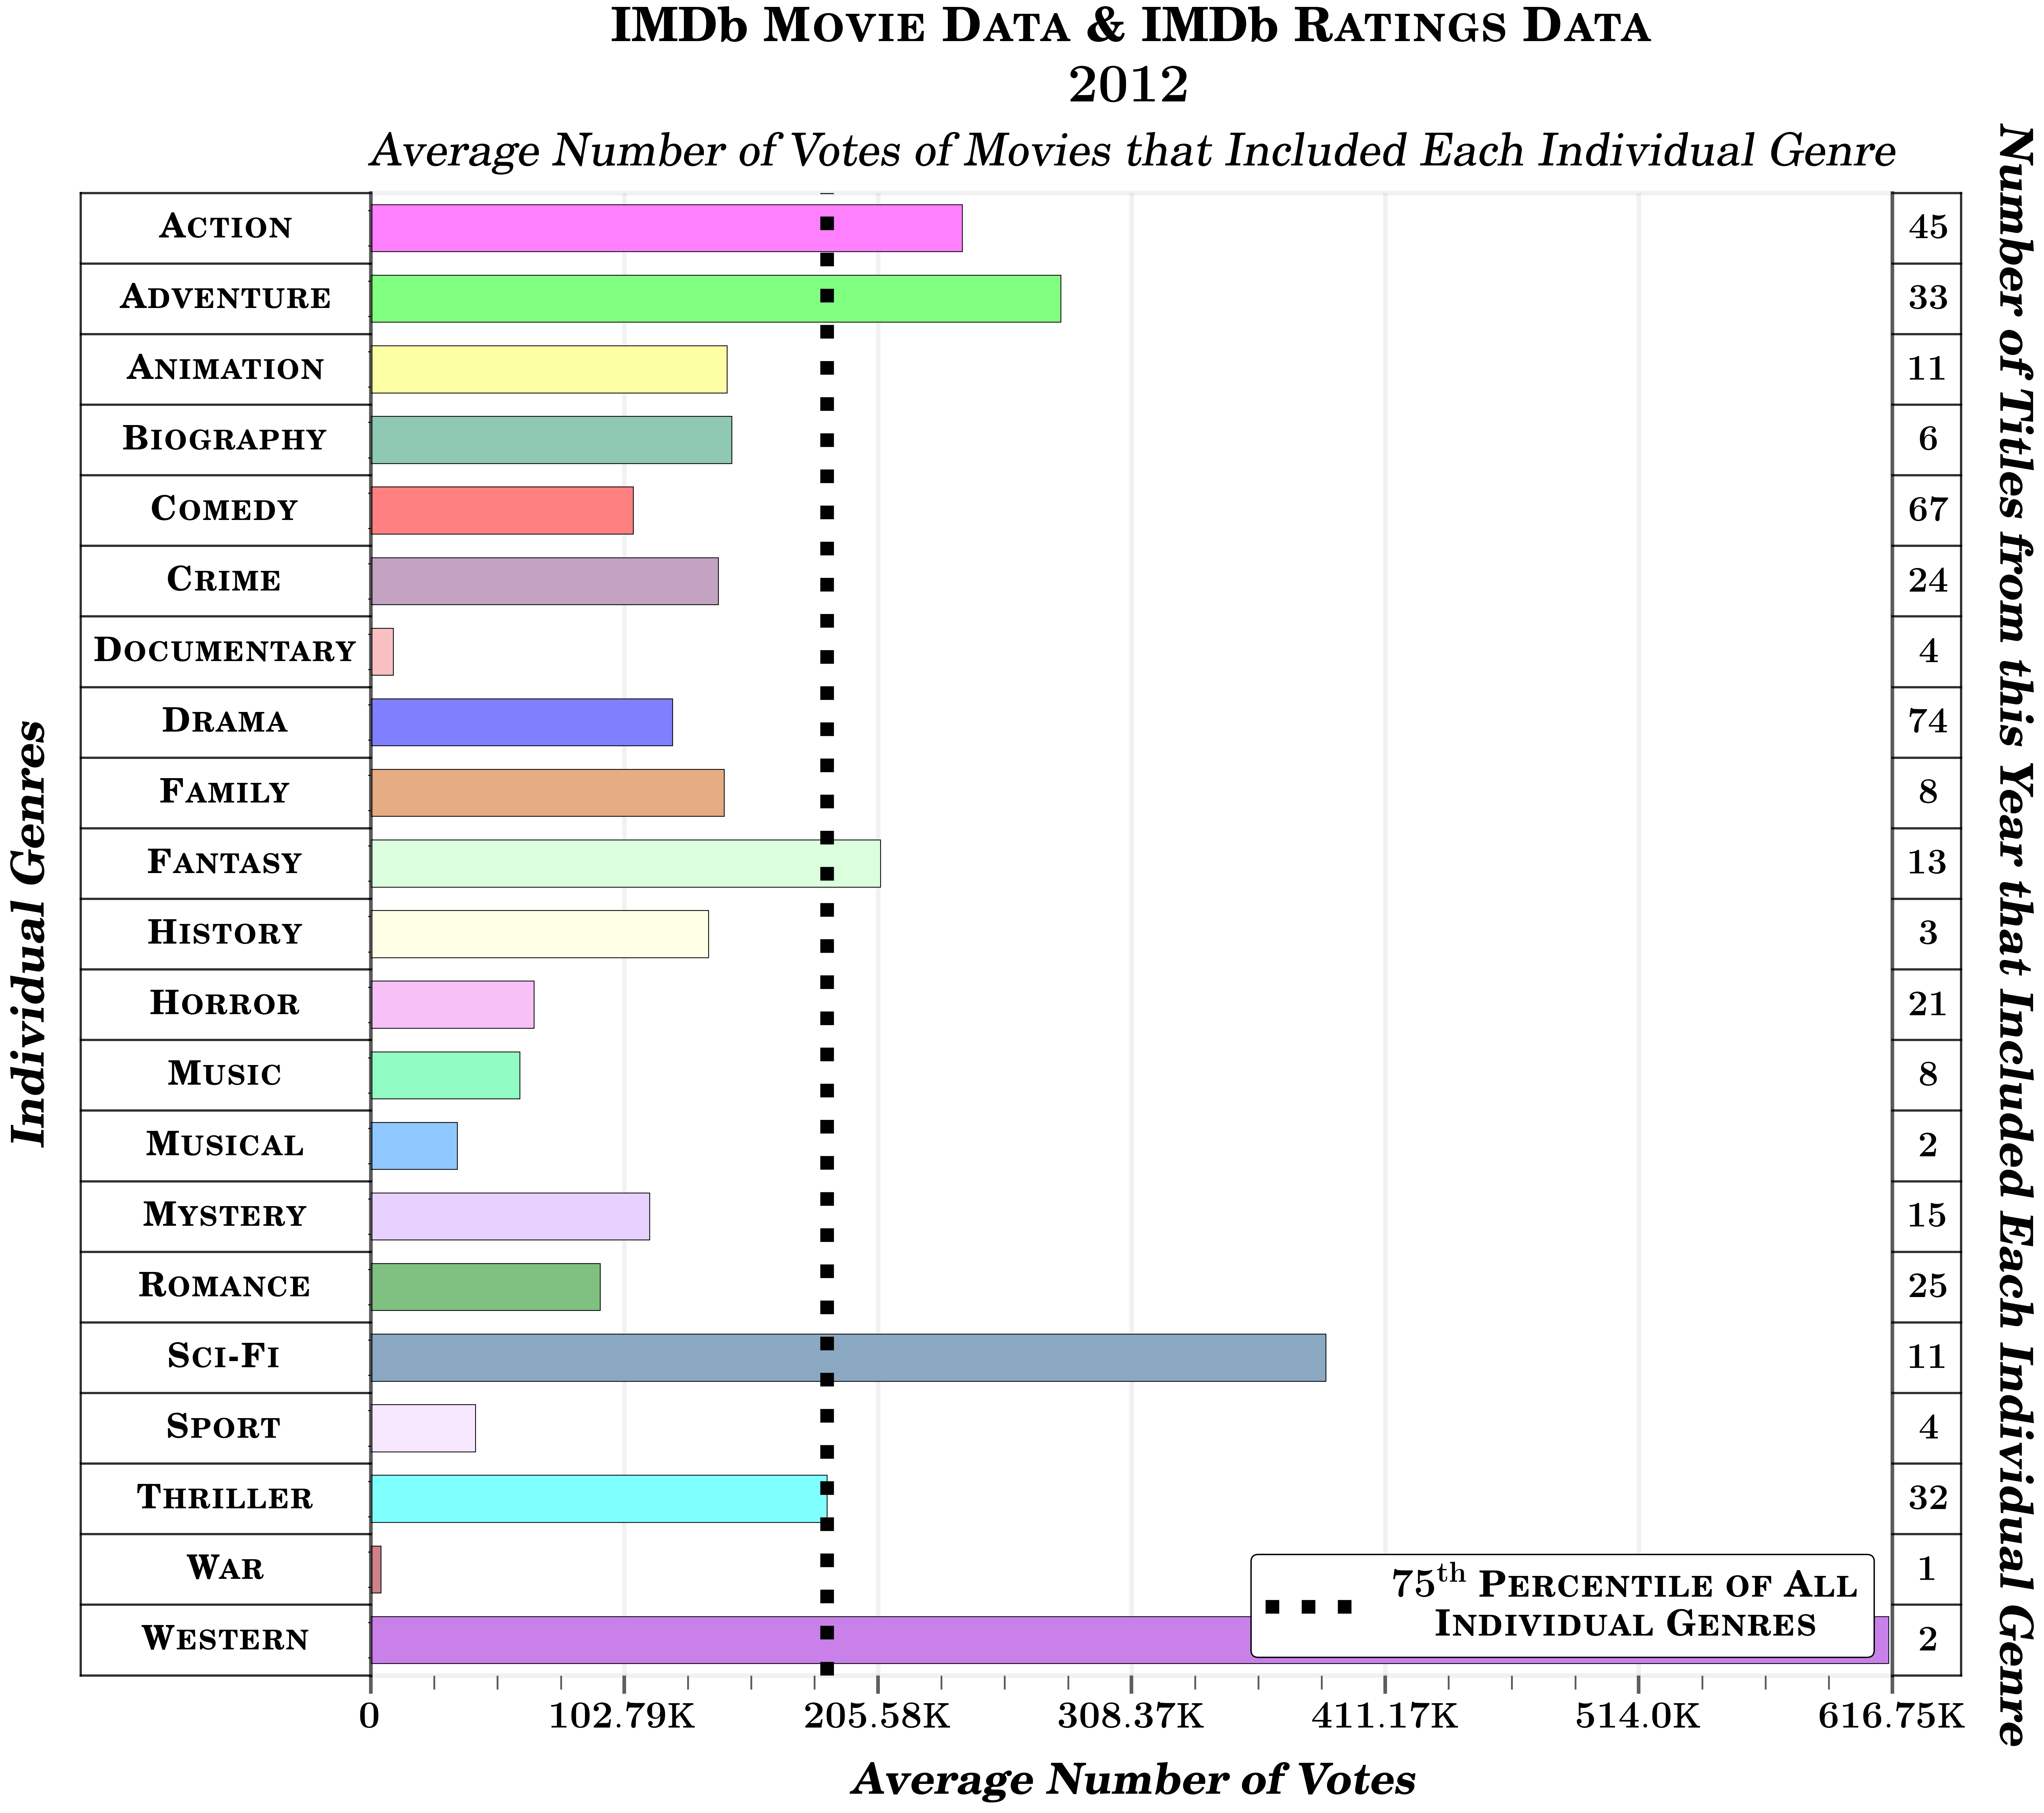 IMDb Movie Data & IMDb Ratings Data
2012
Average Number of Votes of Movies that Included Each Individual Genre
Individual Genres
Number of Titles from this Year that Included Each Individual Genre
Action 45
Adventure 33
Animation 11
Biography 6
Comedy 67
Crime 24
Documentary 4
Drama 74
Family 8
Fantasy 13
History 3
Horror 21
Music 8
Musical 2
Mystery 15
Romance 25
Sci-Fi 11
Sport 4
Thriller 32
War 1
Western 2
75th Percentile of All
Individual Genres
0 102.79K 205.58K 308.37K 411.17K 514.0K 616.75K
Average Number of Votes